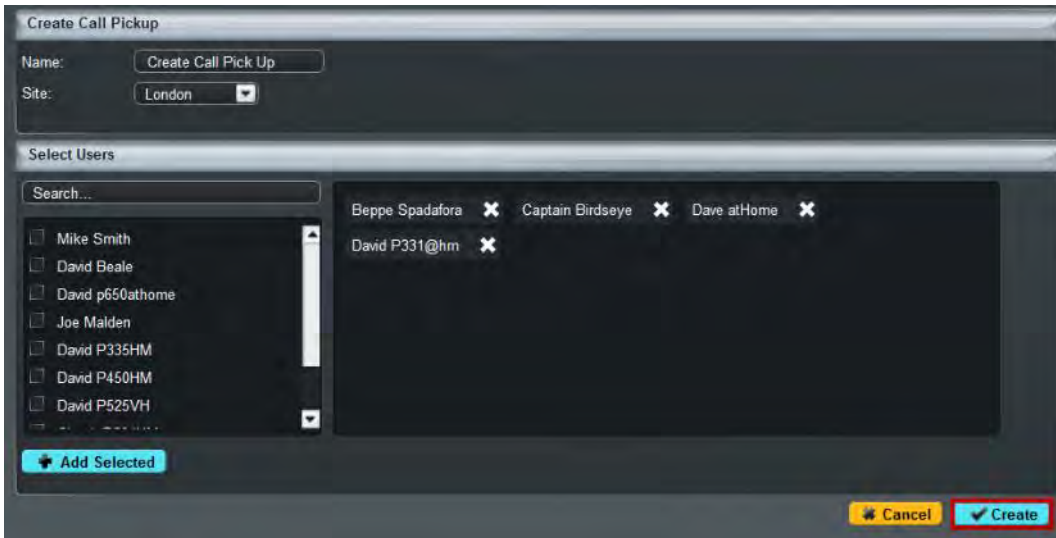 Create Call Pickup
Name: Create Call Pick Up
Site: London
Select Users
Search...
Beppe Spadafora Captain Birdseye Dave atHome
David P331@hm
Mike Smith
David Beale
David p650athome
Joe Malden
David P335HM
David P450HM
David P525VH
Add Selected
Cancel Create